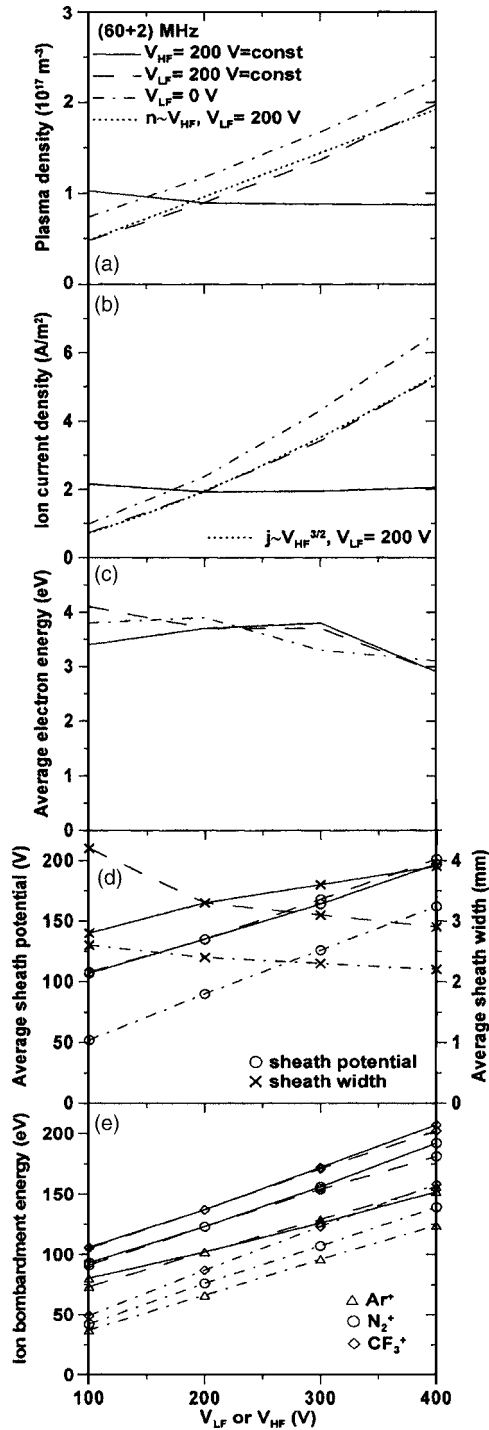 (60+2) MHz
V_HF= 200 V=const
V_LF= 200 V=const
V_LF= 0 V
n~V_HF, V_LF= 200 V
Plasma density (10^17 m^-3)
3
2
1
0
(a)
(b)
Ion current density (A/m^2)
6
4
2
0
j~V_HF^3/2, V_LF= 200 V
(c)
Average electron energy (eV)
4
3
2
1
0
(d)
Average sheath potential (V)
200
150
100
50
0
4
3
2
1
0
Average sheath width (mm)
sheath potential
sheath width
(e)
Ion bombardment energy (eV)
200
150
100
50
0
Ar^+
N_2^+
CF_3^+
100
200
300
400
V_LF or V_HF (V)